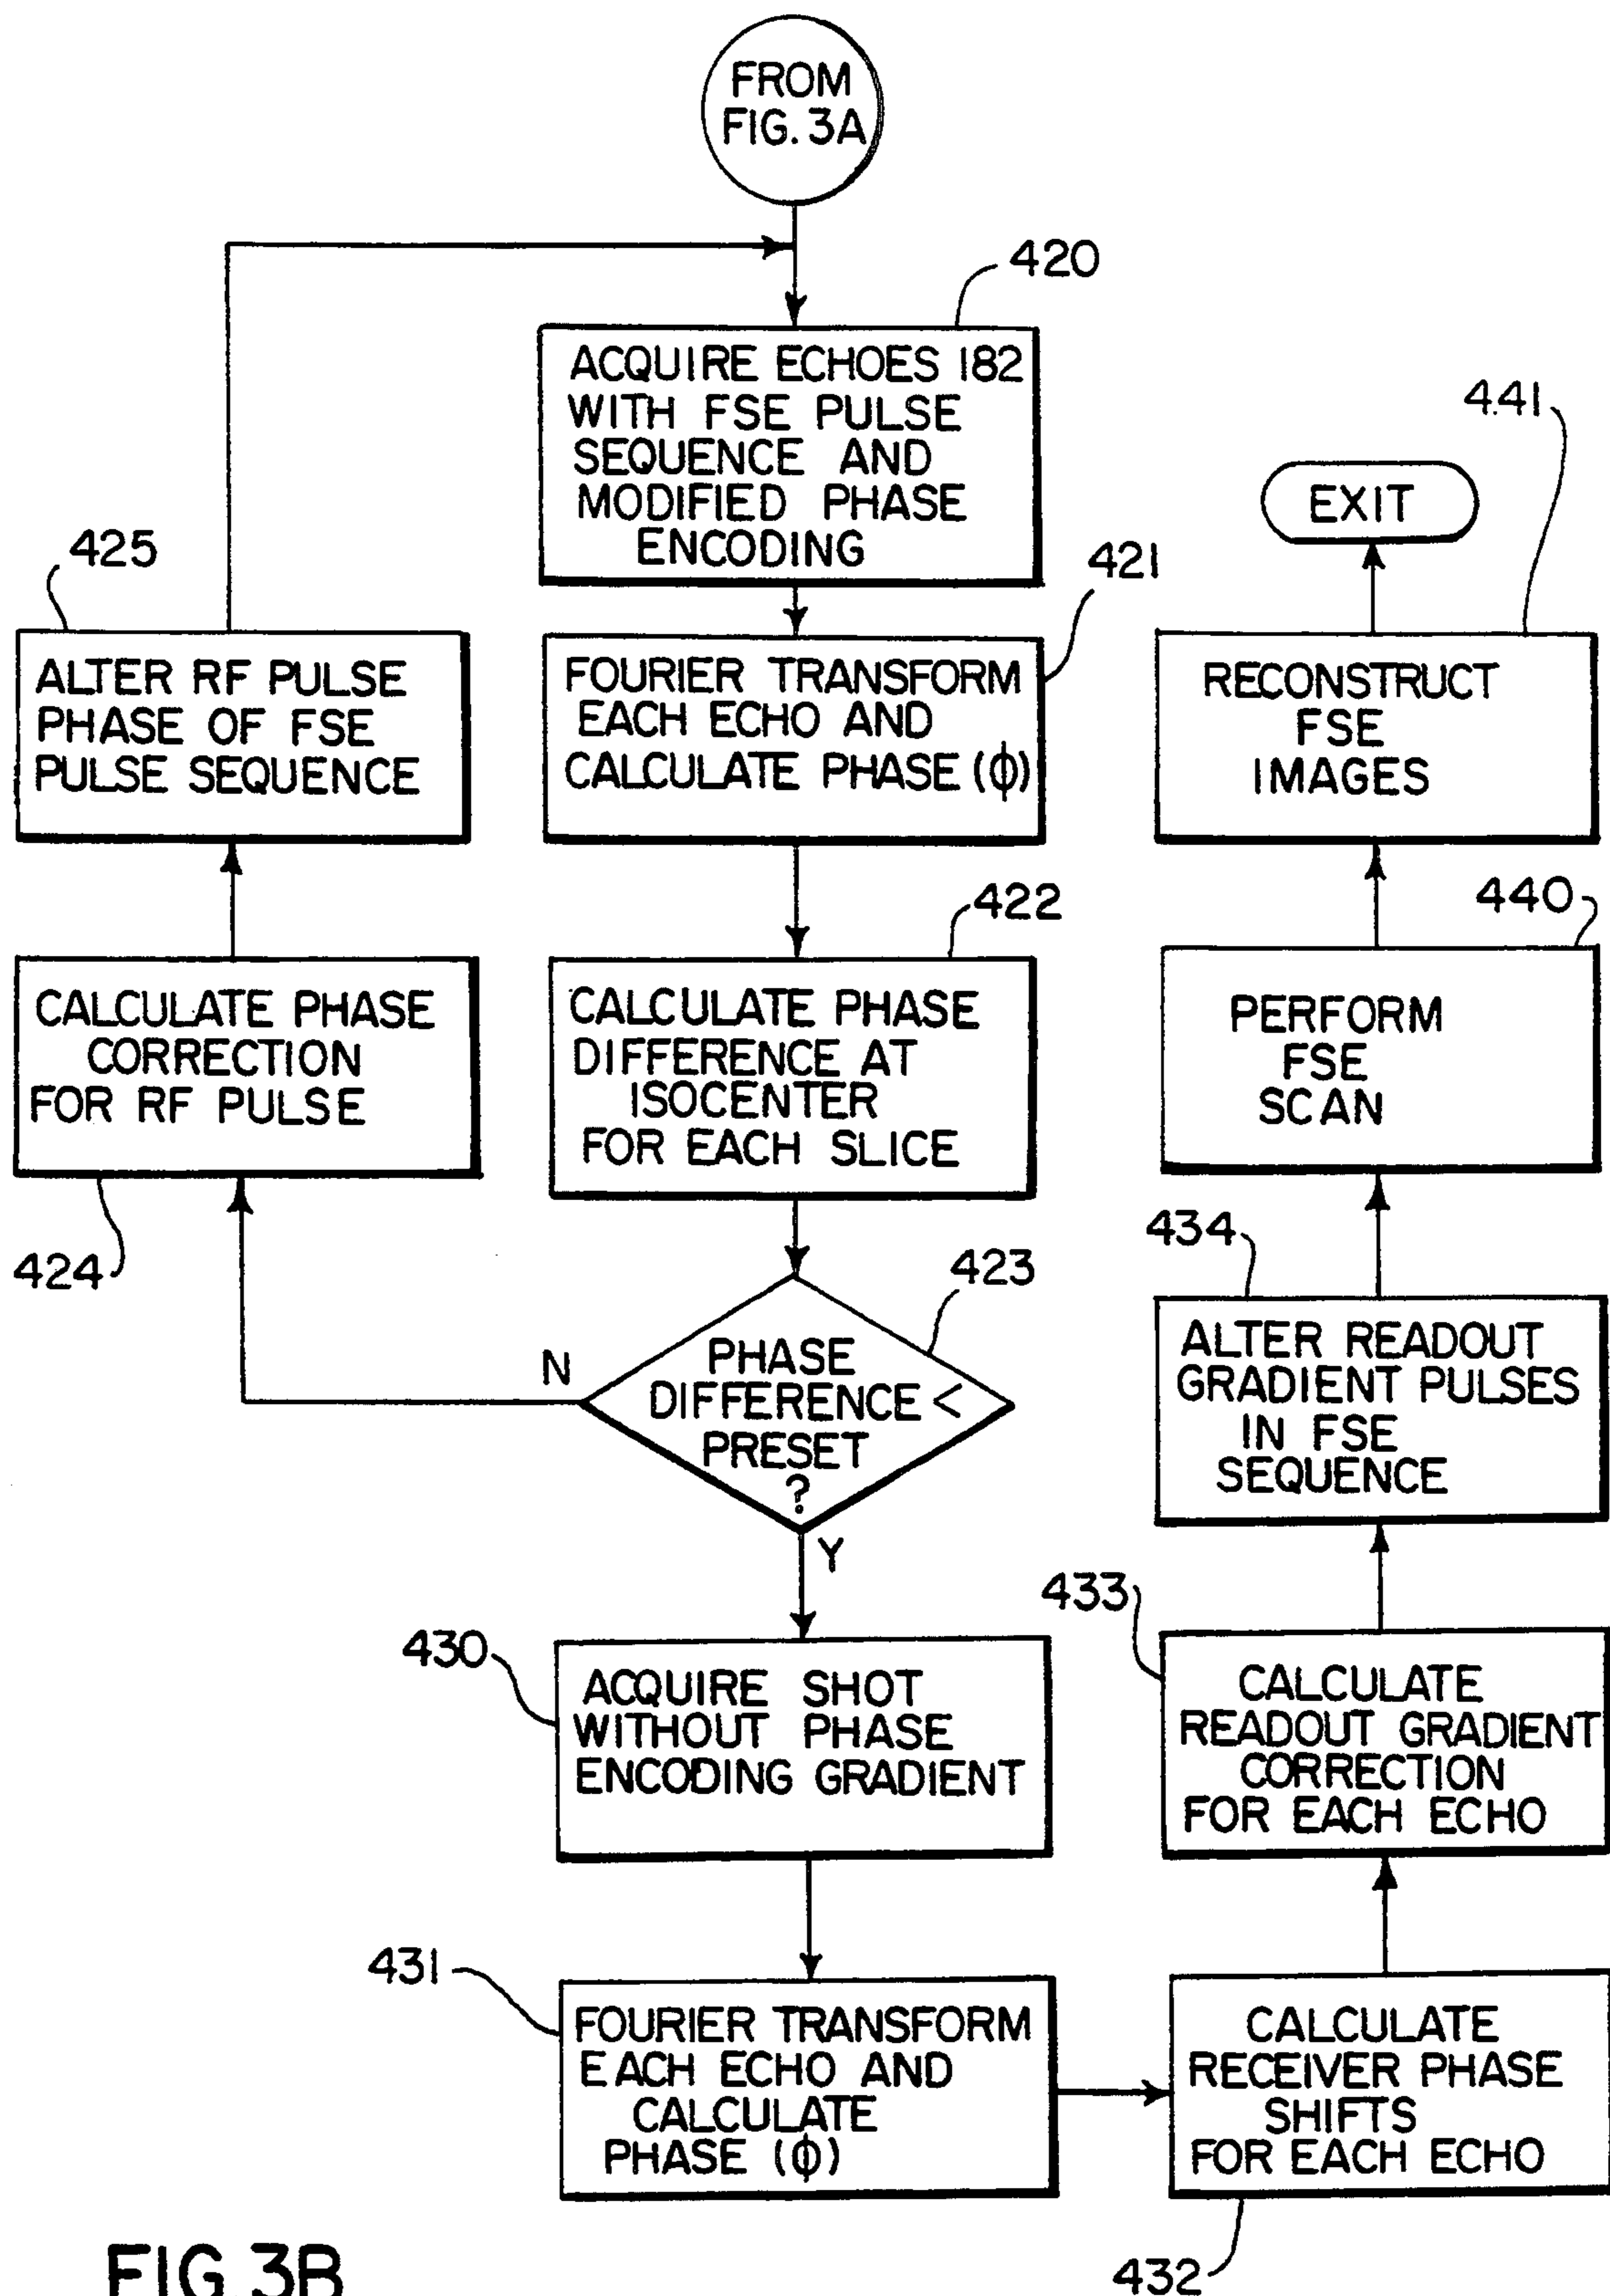 FROM
FIG. 3A
420
ACQUIRE ECHOES 182
WITH FSE PULSE
SEQUENCE AND
MODIFIED PHASE
ENCODING
421
FOURIER TRANSFORM
EACH ECHO AND
CALCULATE PHASE (ϕ)
422
CALCULATE PHASE
DIFFERENCE AT
ISOCENTER
FOR EACH SLICE
423
PHASE
DIFFERENCE <
PRESET
?
N
Y
424
CALCULATE PHASE
CORRECTION
FOR RF PULSE
425
ALTER RF PULSE
PHASE OF FSE
PULSE SEQUENCE
430
ACQUIRE SHOT
WITHOUT PHASE
ENCODING GRADIENT
431
FOURIER TRANSFORM
EACH ECHO AND
CALCULATE
PHASE (ϕ)
432
CALCULATE
RECEIVER PHASE
SHIFTS
FOR EACH ECHO
433
CALCULATE
READOUT GRADIENT
CORRECTION
FOR EACH ECHO
434
ALTER READOUT
GRADIENT PULSES
IN FSE
SEQUENCE
440
PERFORM
FSE
SCAN
441
RECONSTRUCT
FSE
IMAGES
EXIT
FIG. 3B